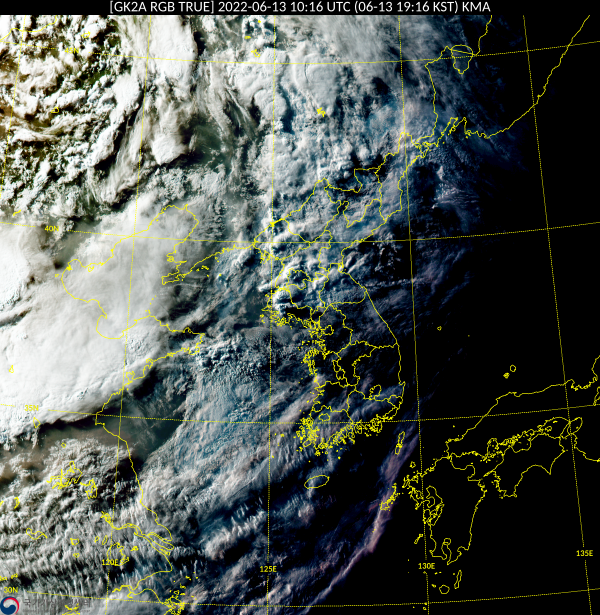 [GK2A RGB TRUE] 2022-06-13 10:16 UTC (06-13 19:16 KST) KMA
40N
120E
125E
130E
135E
30N